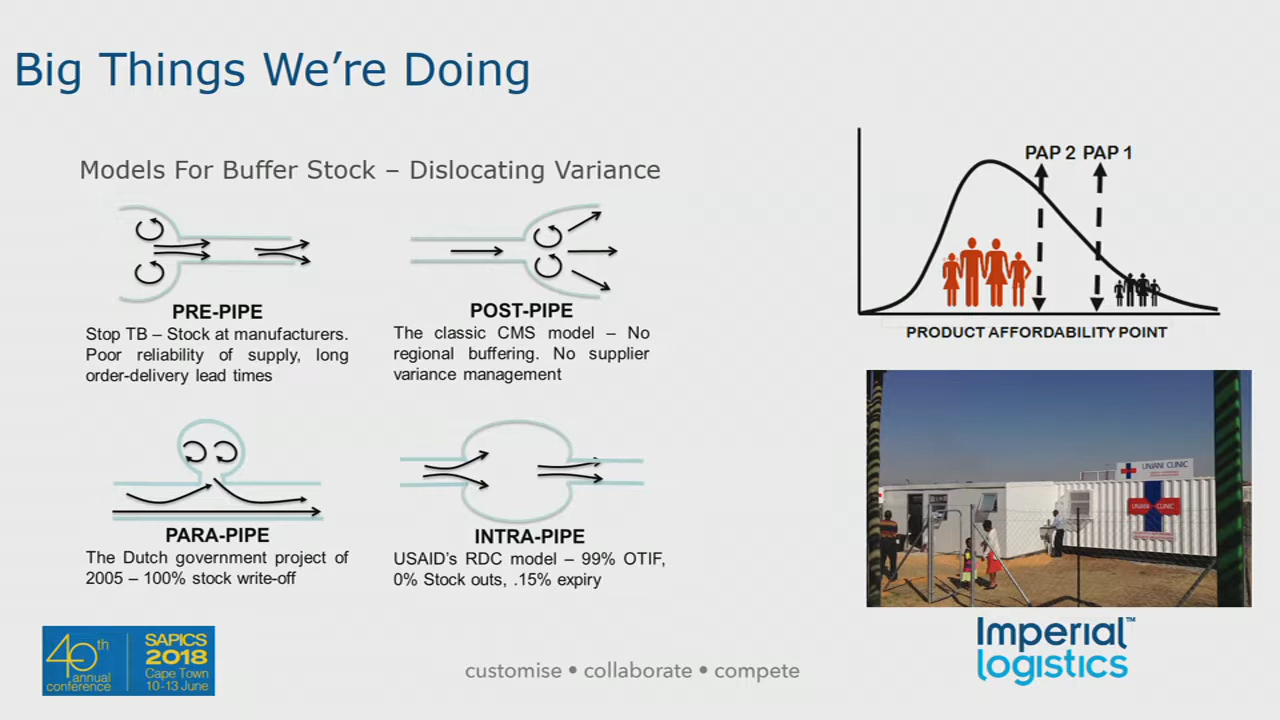 Big Things We’re Doing
Models For Buffer Stock – Dislocating Variance
PRE-PIPE
Stop TB – Stock at manufacturers.
Poor reliability of supply, long
order-delivery lead times
POST-PIPE
The classic CMS model – No
regional buffering. No supplier
variance management
PARA-PIPE
The Dutch government project of
2005 – 100% stock write-off
INTRA-PIPE
USAID’s RDC model – 99% OTIF,
0% Stock outs, .15% expiry
PAP 2 PAP 1
PRODUCT AFFORDABILITY POINT
UNJANI CLINIC
UNJANI CLINIC
40th
annual
conference
SAPICS
2018
Cape Town
10-13 June
customise • collaborate • compete
Imperial™
logistics